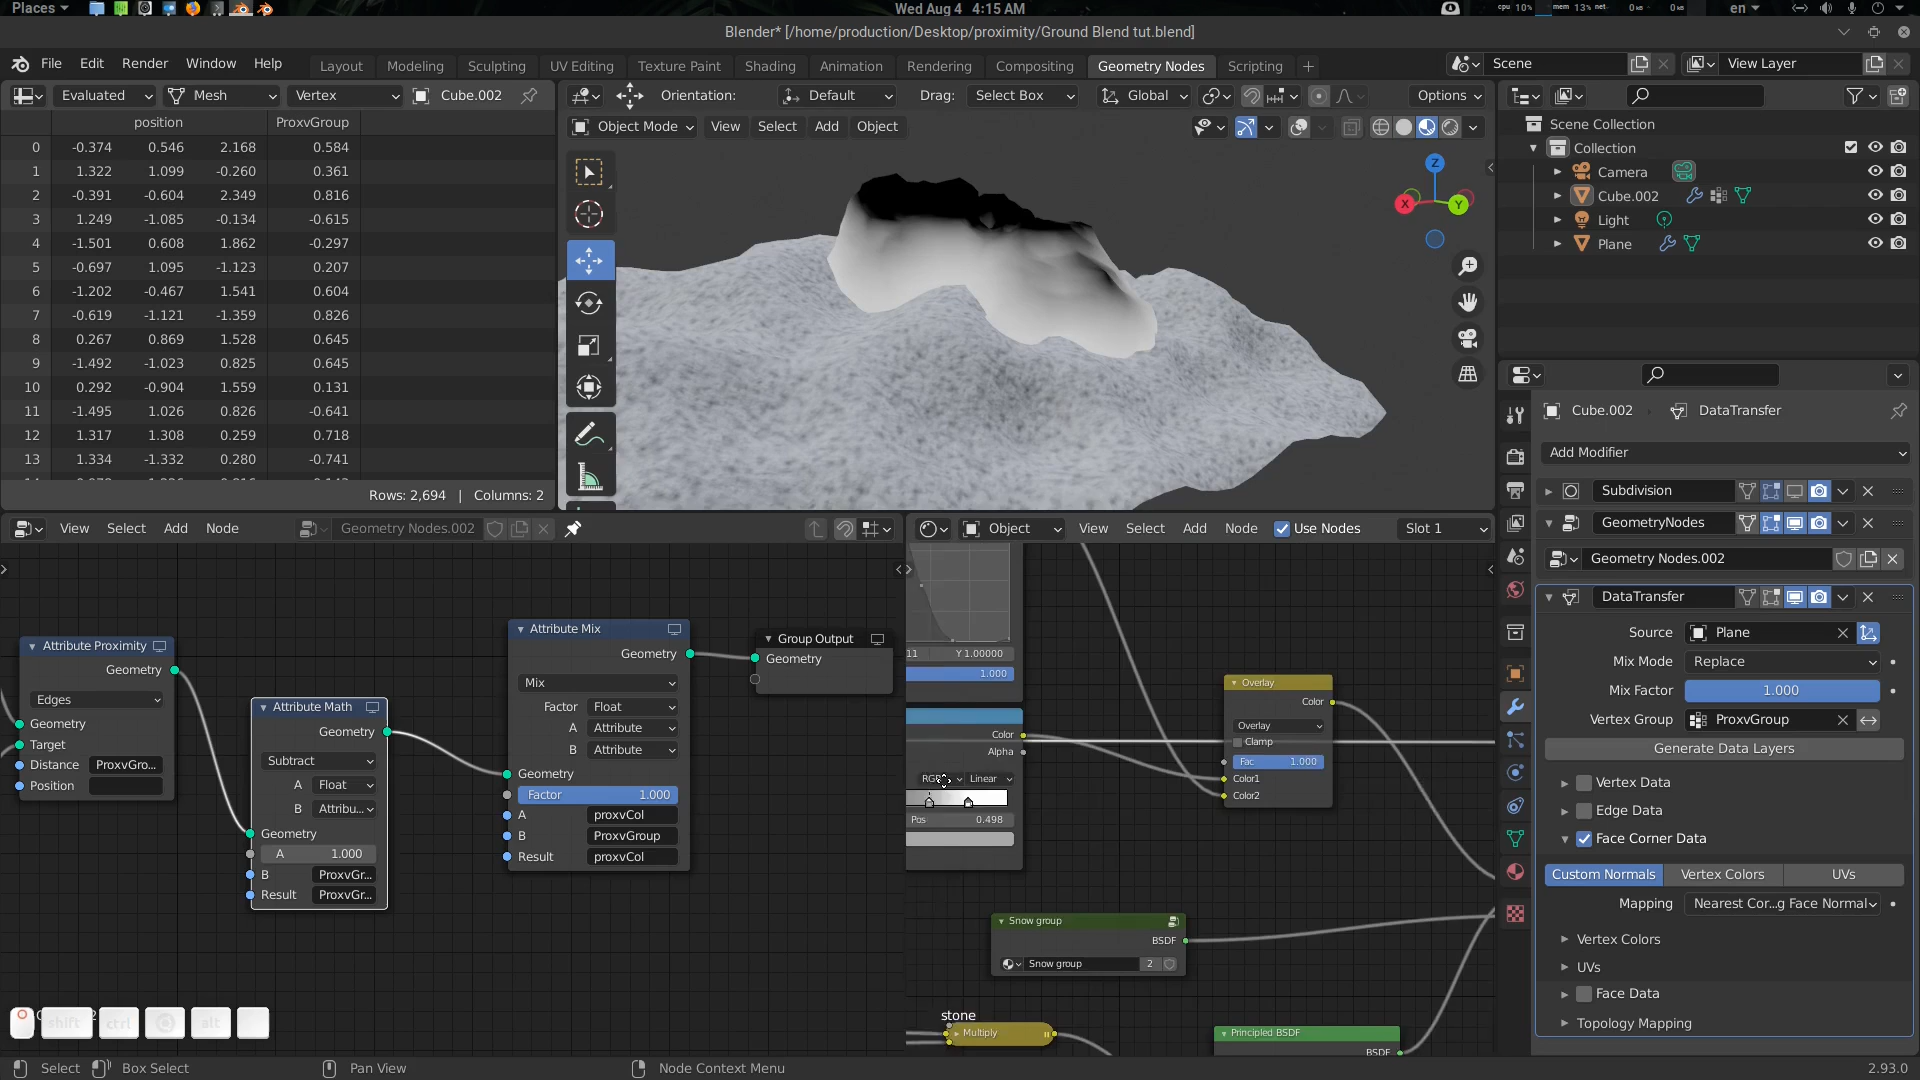 Places
Wed Aug 4 4:15 AM
cpu 10%
mem 13%
net
0
0
en
Blender* [/home/production/Desktop/proximity/Ground Blend tut.blend]
File Edit Render Window Help
Layout Modeling Sculpting UV Editing Texture Paint Shading Animation Rendering Compositing Geometry Nodes Scripting +
Scene
View Layer
Evaluated Mesh Vertex Cube.002
position ProxvGroup
0 -0.374 0.546 2.168 0.584
1 1.322 1.099 -0.260 0.361
2 -0.391 -0.604 2.349 0.816
3 1.249 -1.085 -0.134 -0.615
4 -1.501 0.608 1.862 -0.297
5 -0.697 1.095 -1.123 0.207
6 -1.202 -0.467 1.541 0.604
7 -0.619 -1.121 -1.359 0.826
8 0.267 0.869 1.528 0.645
9 -1.492 -1.023 0.825 0.645
10 0.292 -0.904 1.559 0.131
11 -1.495 1.026 0.826 -0.641
12 1.317 1.308 0.259 0.718
13 1.334 -1.332 0.280 -0.741
Rows: 2,694 | Columns: 2
Orientation: Default Drag: Select Box Global Options
Object Mode View Select Add Object
Z
X
Y
Scene Collection
Collection
Camera
Cube.002
Light
Plane
Cube.002 DataTransfer
Add Modifier
Subdivision
GeometryNodes
Geometry Nodes.002
DataTransfer
Source Plane
Mix Mode Replace
Mix Factor 1.000
Vertex Group ProxvGroup
Generate Data Layers
Vertex Data
Edge Data
Face Corner Data
Custom Normals Vertex Colors UVs
Mapping Nearest Cor...g Face Normal
Vertex Colors
UVs
Face Data
Topology Mapping
View Select Add Node Geometry Nodes.002
Attribute Proximity
Geometry
Edges
Geometry
Target
Distance ProxvGro...
Position
Attribute Math
Geometry
Subtract
A Float
B Attribu...
Geometry
A 1.000
B ProxvGr...
Result ProxvGr...
Attribute Mix
Geometry
Mix
Factor Float
A Attribute
B Attribute
Geometry
Factor 1.000
A proxvCol
B ProxvGroup
Result proxvCol
Group Output
Geometry
shift ctrl alt
Object View Select Add Node Use Nodes Slot 1
11 Y 1.00000
1.000
Color
Alpha
RGB Linear
Pos 0.498
Overlay
Color
Overlay
Clamp
Fac 1.000
Color1
Color2
Snow group
BSDF
Snow group 2
stone
Multiply
Principled BSDF
BSDF
Select Box Select Pan View Node Context Menu 2.93.0